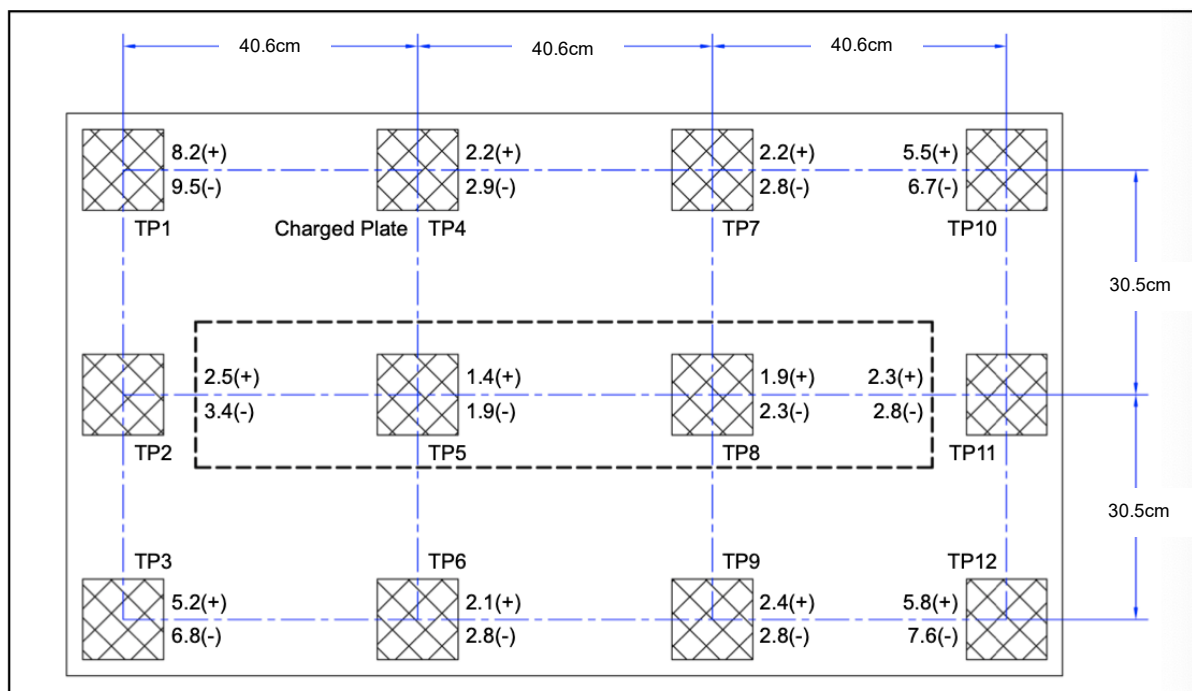 40.6cm
40.6cm
40.6cm
8.2(+)
9.5(-)
TP1
2.2(+)
2.9(-)
Charged Plate
TP4
2.2(+)
2.8(-)
TP7
5.5(+)
6.7(-)
TP10
30.5cm
2.5(+)
3.4(-)
TP2
1.4(+)
1.9(-)
TP5
1.9(+)
2.3(-)
TP8
2.3(+)
2.8(-)
TP11
30.5cm
TP3
5.2(+)
6.8(-)
TP6
2.1(+)
2.8(-)
TP9
2.4(+)
2.8(-)
TP12
5.8(+)
7.6(-)